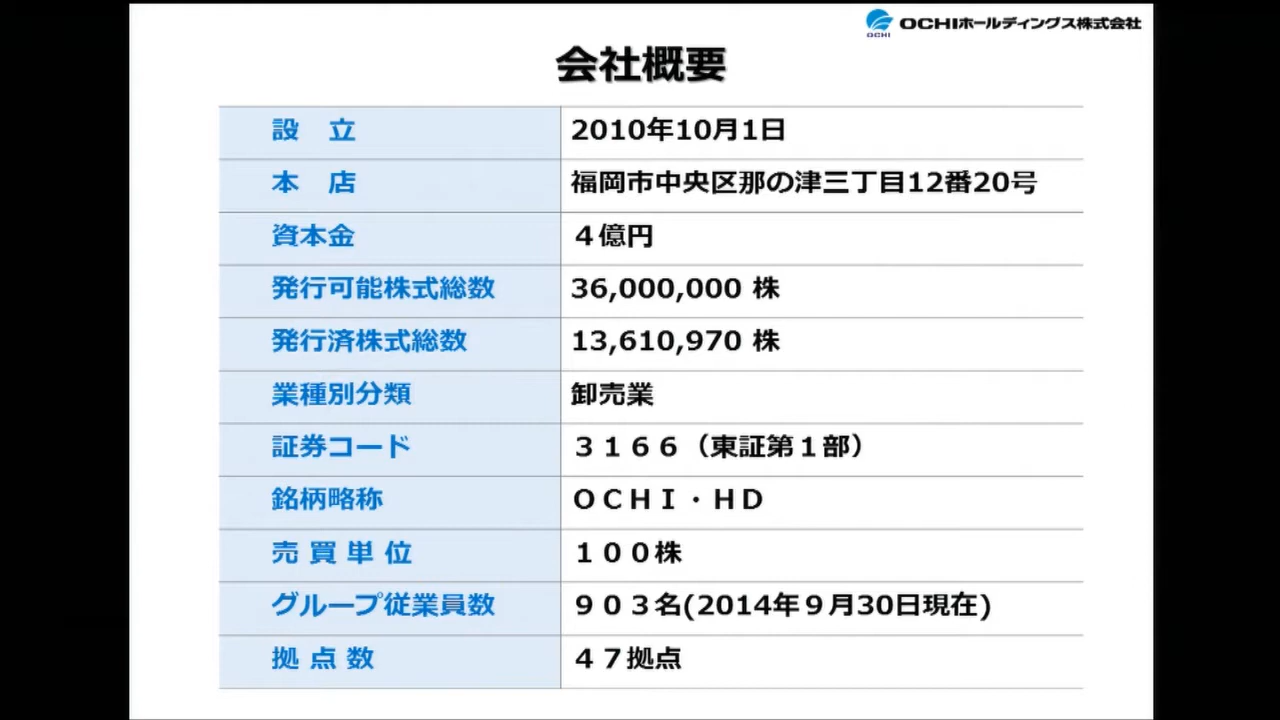 OCHI
OCHIホールディングス株式会社
会社概要
設　立 2010年10月1日
本　店 福岡市中央区那の津三丁目12番20号
資本金 ４億円
発行可能株式総数 36,000,000 株
発行済株式総数 13,610,970 株
業種別分類 卸売業
証券コード ３１６６（東証第１部）
銘柄略称 ＯＣＨＩ・ＨＤ
売 買 単 位 １００株
グループ従業員数 ９０３名(2014年９月30日現在)
拠 点 数 ４７拠点